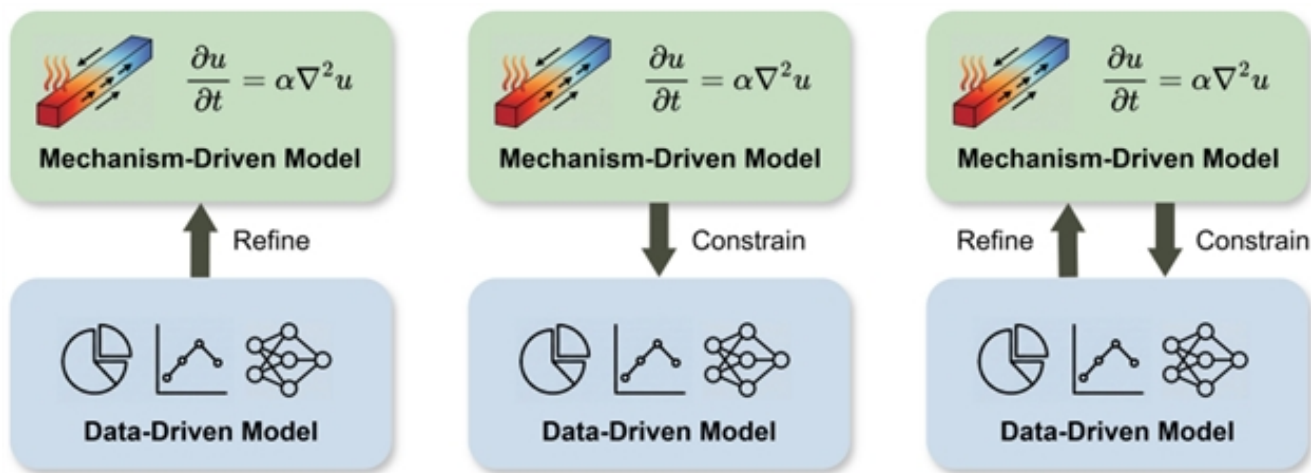 ∂u/∂t = α∇²u
Mechanism-Driven Model
Refine
Data-Driven Model
∂u/∂t = α∇²u
Mechanism-Driven Model
Constrain
Data-Driven Model
∂u/∂t = α∇²u
Mechanism-Driven Model
Refine
Constrain
Data-Driven Model